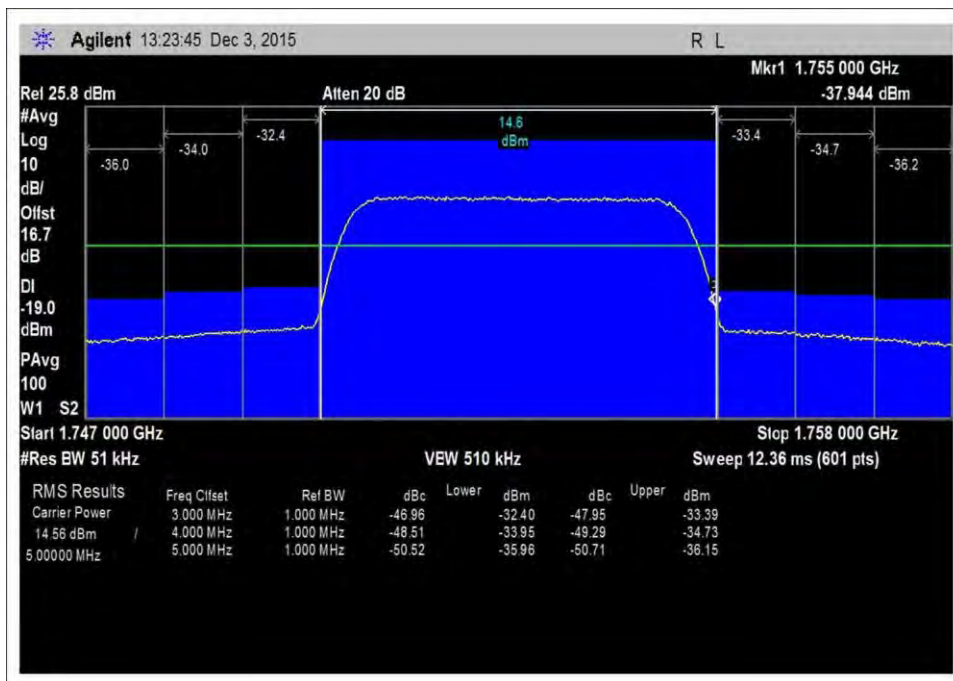 Agilent 13:23:45 Dec 3, 2015 R L
Mkr1 1.755 000 GHz
Ref 25.8 dBm Atten 20 dB -37.944 dBm
#Avg
Log
10
dB/
Offst
16.7
dB
DI
-19.0
dBm
PAvg
100
W1 S2
-36.0 -34.0 -32.4 14.6 dBm -33.4 -34.7 -36.2
Start 1.747 000 GHz Stop 1.758 000 GHz
#Res BW 51 kHz VBW 510 kHz Sweep 12.36 ms (601 pts)
RMS Results Freq Offset Ref BW dBc Lower dBm dBc Upper dBm
Carrier Power 3.000 MHz 1.000 MHz -46.96 -32.40 -47.95 -33.39
14.56 dBm / 4.000 MHz 1.000 MHz -48.51 -33.95 -49.29 -34.73
5.00000 MHz 5.000 MHz 1.000 MHz -50.52 -35.96 -50.71 -36.15